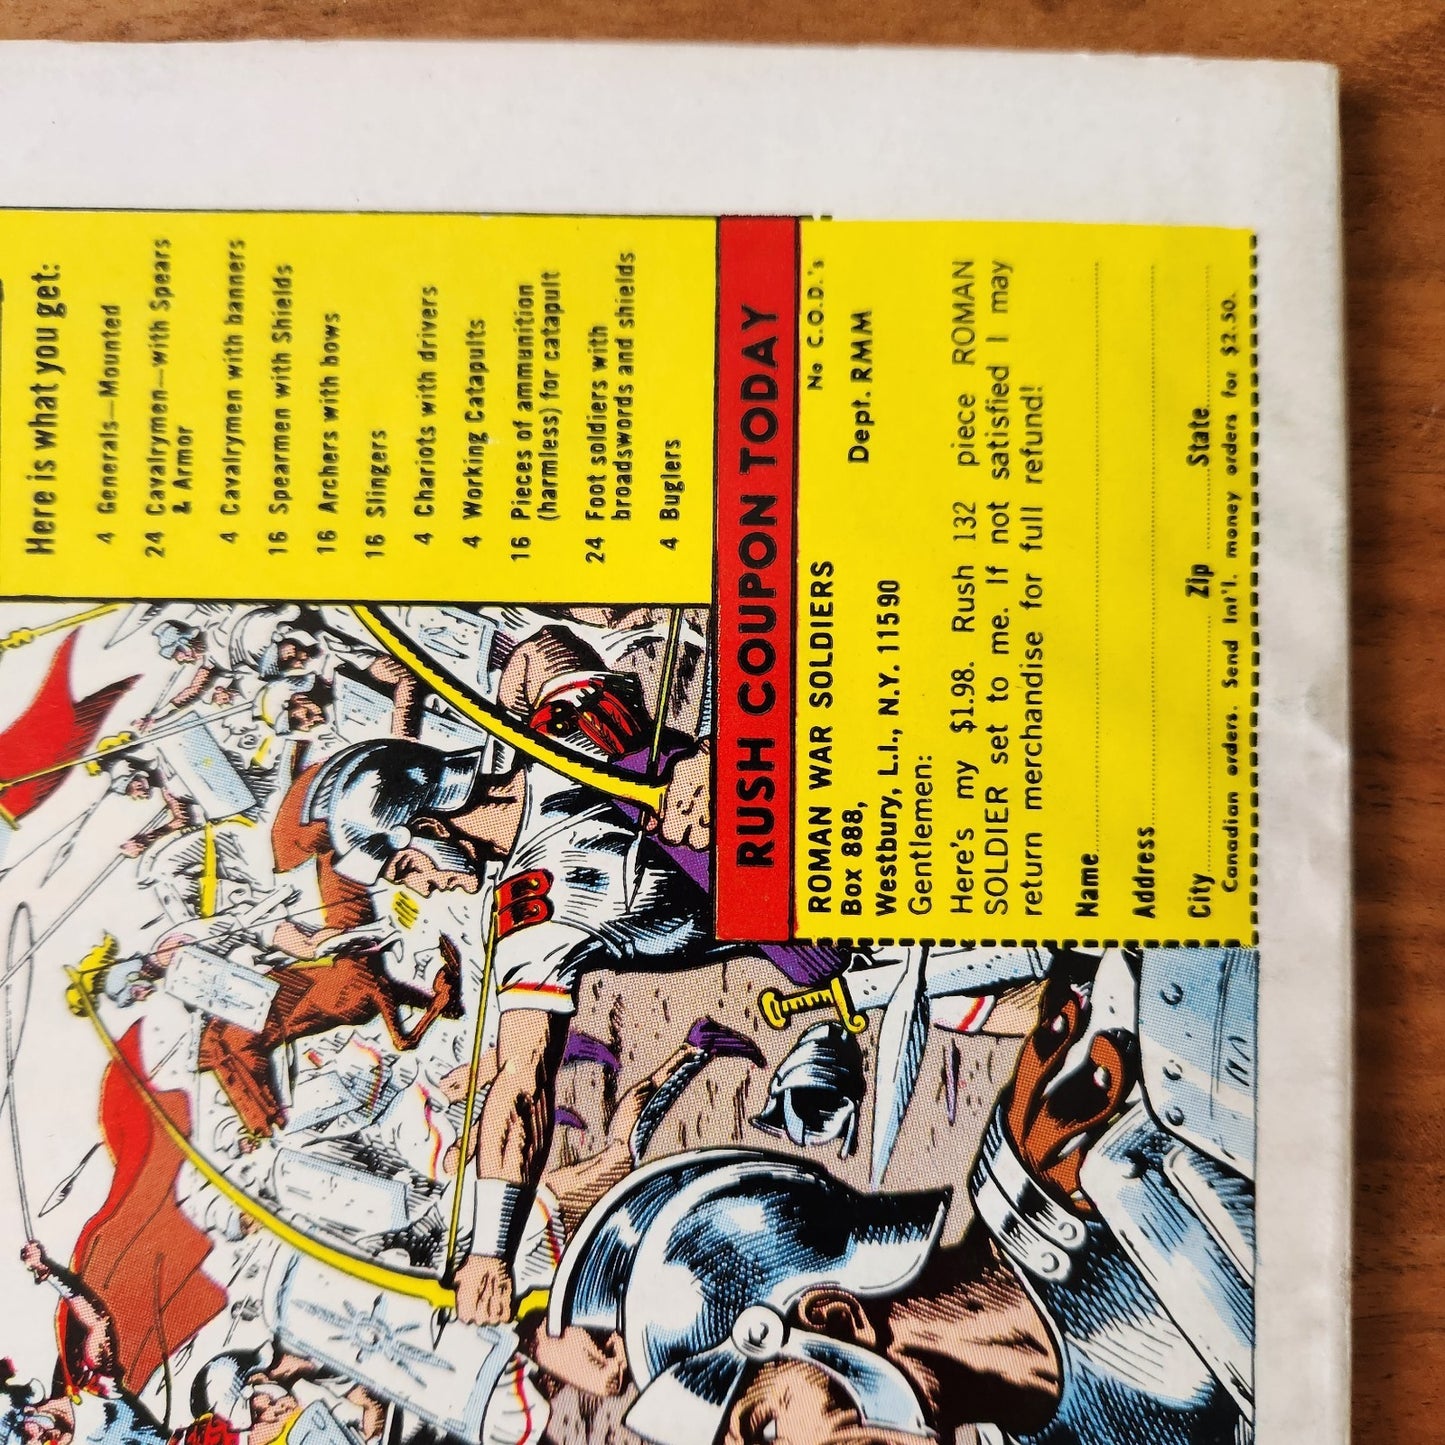 Here is what you get:
4 Generals—Mounted
24 Cavalrymen—with Spears
& Armor
4 Cavalrymen with banners
16 Spearmen with Shields
16 Archers with bows
16 Slingers
4 Chariots with drivers
4 Working Catapults
16 Pieces of ammunition
(harmless) for catapult
24 Foot soldiers with
broadswords and shields
4 Buglers
RUSH COUPON TODAY
ROMAN WAR SOLDIERS No C.O.D.'s
Box 888, Dept. RMM
Westbury, L.I., N.Y. 11590
Gentlemen:
Here's my $1.98. Rush 132 piece ROMAN
SOLDIER set to me. If not satisfied I may
return merchandise for full refund!
Name
Address
City Zip State
Canadian orders. Send Int'l. money orders for $2.50.